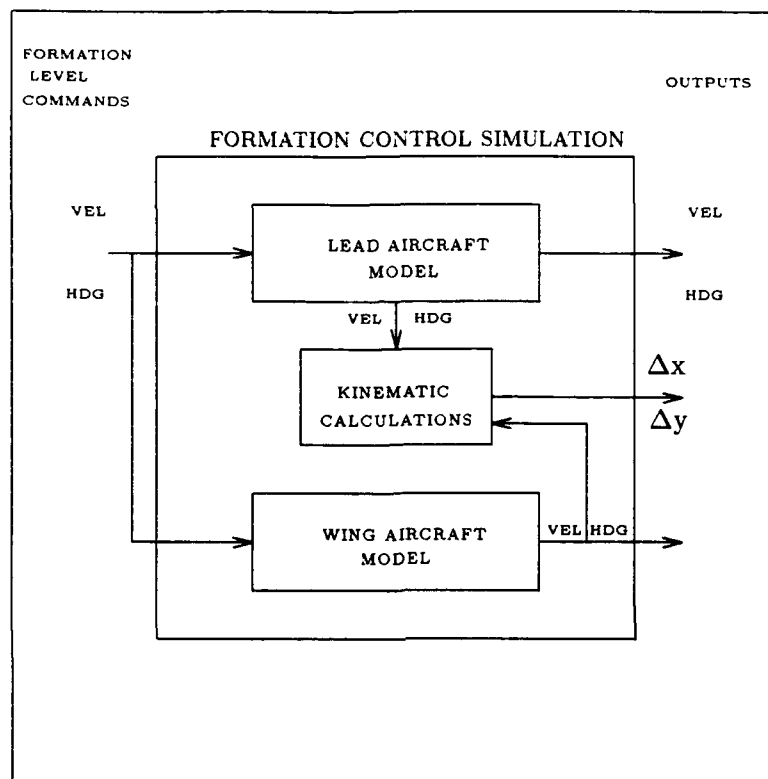 FORMATION
LEVEL
COMMANDS
OUTPUTS
FORMATION CONTROL SIMULATION
VEL
HDG
LEAD AIRCRAFT
MODEL
VEL
HDG
VEL HDG
KINEMATIC
CALCULATIONS
Δx
Δy
WING AIRCRAFT
MODEL
VEL HDG